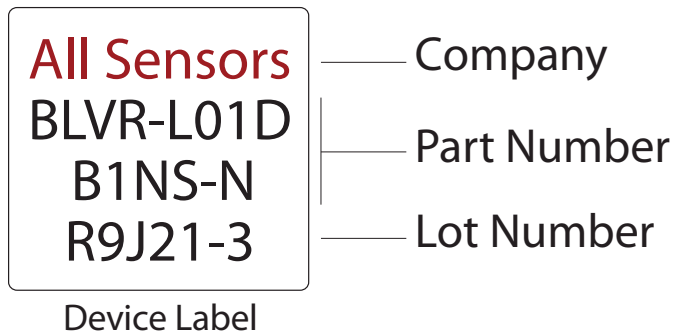 All Sensors
BLVR-L01D
B1NS-N
R9J21-3
Company
Part Number
Lot Number
Device Label